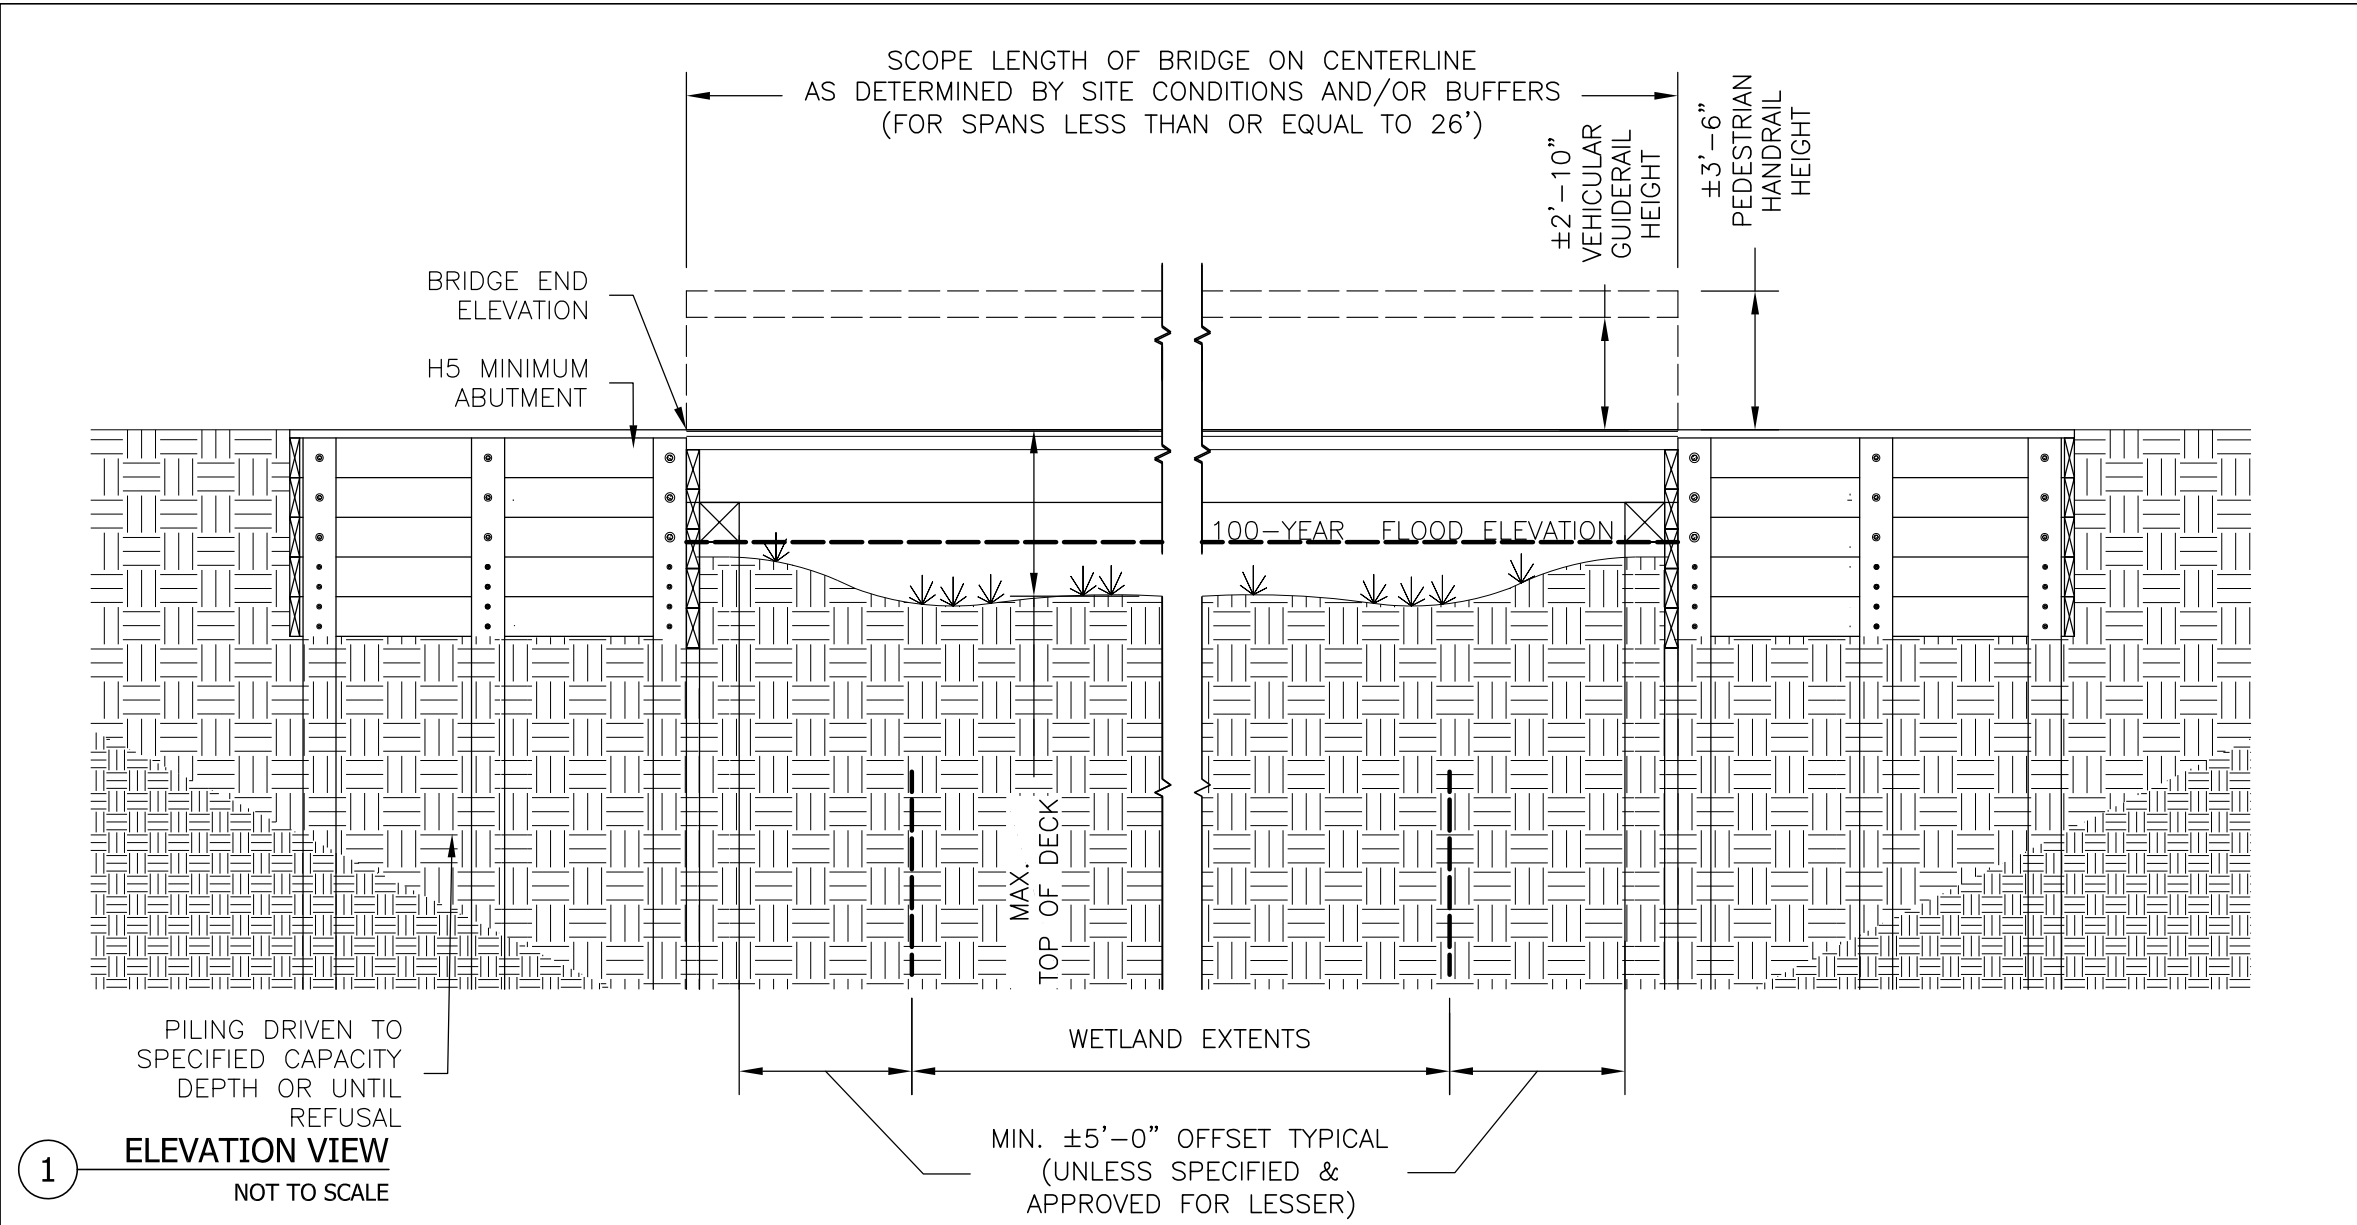 SCOPE LENGTH OF BRIDGE ON CENTERLINE
AS DETERMINED BY SITE CONDITIONS AND/OR BUFFERS
(FOR SPANS LESS THAN OR EQUAL TO 26')
±2'-10"
VEHICULAR
GUIDERAIL
HEIGHT
±3'-6"
PEDESTRIAN
HANDRAIL
HEIGHT
BRIDGE END
ELEVATION
H5 MINIMUM
ABUTMENT
100-YEAR FLOOD ELEVATION
MAX.
TOP OF DECK
PILING DRIVEN TO
SPECIFIED CAPACITY
DEPTH OR UNTIL
REFUSAL
WETLAND EXTENTS
MIN. ±5'-0" OFFSET TYPICAL
(UNLESS SPECIFIED &
APPROVED FOR LESSER)
1
ELEVATION VIEW
NOT TO SCALE